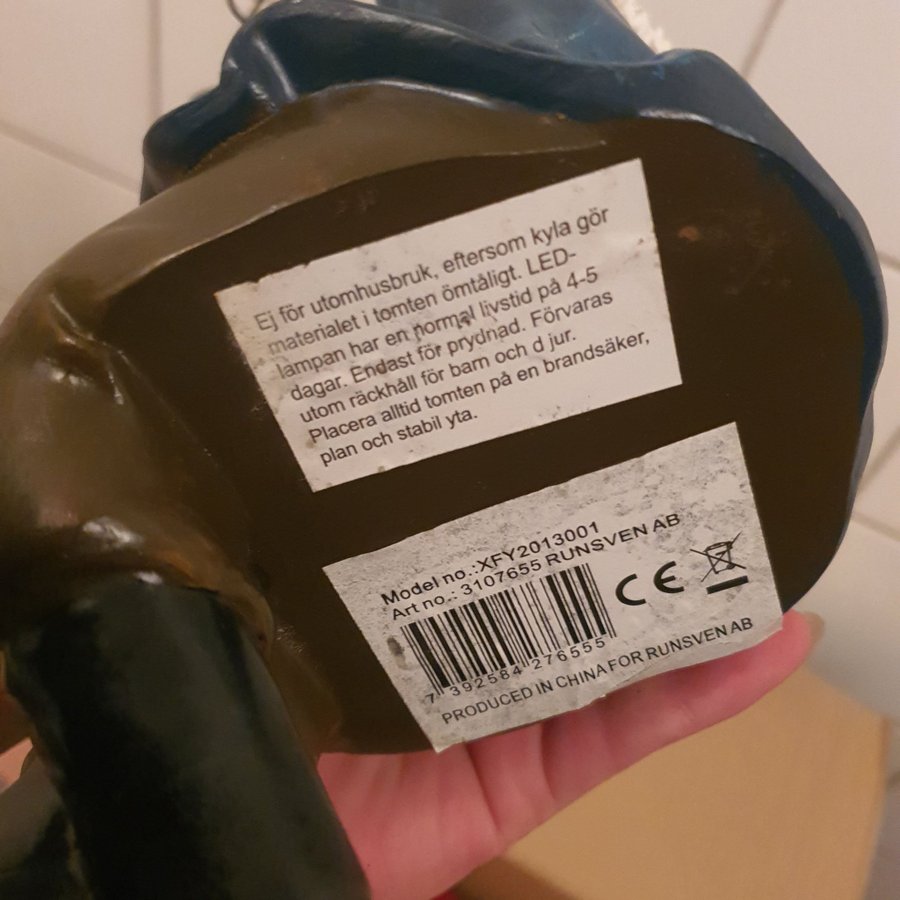 Ej för utomhusbruk, eftersom kyla gör
materialet i tomten ömtåligt. LED-
lampan har en normal livstid på 4-5
dagar. Endast för prydnad. Förvaras
utom räckhåll för barn och d jur.
Placera alltid tomten på en brandsäker,
plan och stabil yta.
Model no.:XFY2013001
Art no.: 3107655 RUNSVEN AB
CE
7 392584 276555
PRODUCED IN CHINA FOR RUNSVEN AB